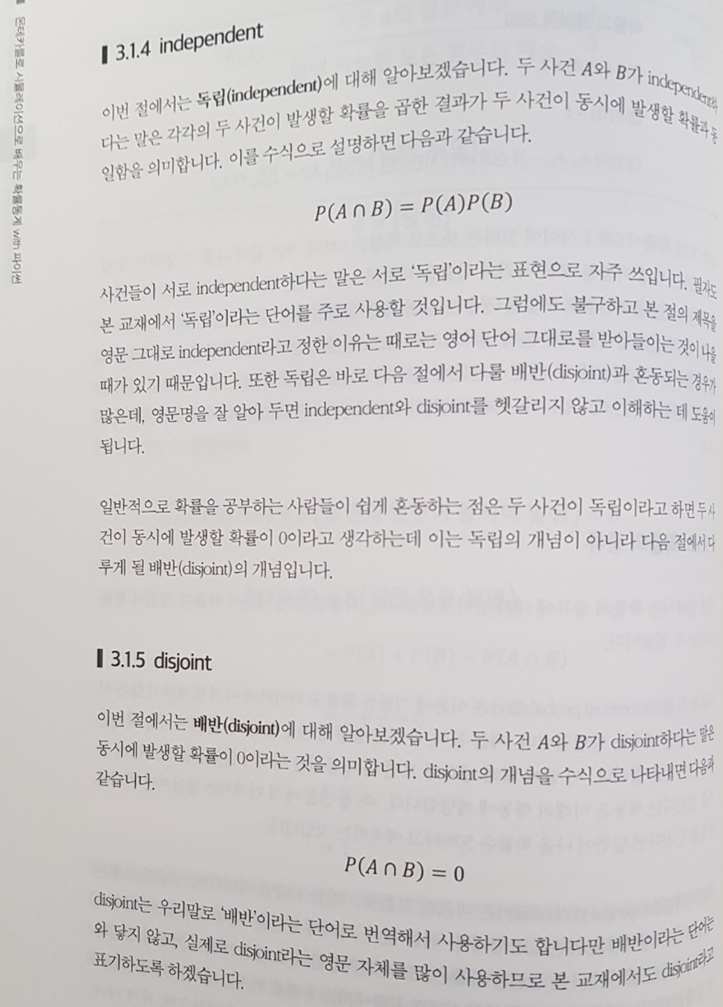 몬테카를로 시뮬레이션으로 배우는 확률통계 with 파이썬
3.1.4 independent
이번 절에서는 독립(independent)에 대해 알아보겠습니다. 두 사건 A와 B가 independent하
다는 말은 각각의 두 사건이 발생할 확률을 곱한 결과가 두 사건이 동시에 발생할 확률과 동
일함을 의미합니다. 이를 수식으로 설명하면 다음과 같습니다.
P(A ∩ B) = P(A)P(B)
사건들이 서로 independent하다는 말은 서로 '독립'이라는 표현으로 자주 쓰입니다. 필자도
본 교재에서 '독립'이라는 단어를 주로 사용할 것입니다. 그럼에도 불구하고 본 절의 제목을
영문 그대로 independent라고 정한 이유는 때로는 영어 단어 그대로를 받아들이는 것이 나을
때가 있기 때문입니다. 또한 독립은 바로 다음 절에서 다룰 배반(disjoint)과 혼동되는 경우가
많은데, 영문명을 잘 알아 두면 independent와 disjoint를 헷갈리지 않고 이해하는 데 도움이
됩니다.
일반적으로 확률을 공부하는 사람들이 쉽게 혼동하는 점은 두 사건이 독립이라고 하면 두 사
건이 동시에 발생할 확률이 0이라고 생각하는데 이는 독립의 개념이 아니라 다음 절에서 다
루게 될 배반(disjoint)의 개념입니다.
3.1.5 disjoint
이번 절에서는 배반(disjoint)에 대해 알아보겠습니다. 두 사건 A와 B가 disjoint하다는 말은
동시에 발생할 확률이 0이라는 것을 의미합니다. disjoint의 개념을 수식으로 나타내면 다음과
같습니다.
P(A ∩ B) = 0
disjoint는 우리말로 '배반'이라는 단어로 번역해서 사용하기도 합니다만 배반이라는 단어는
와 닿지 않고, 실제로 disjoint라는 영문 자체를 많이 사용하므로 본 교재에서도 disjoint라고
표기하도록 하겠습니다.